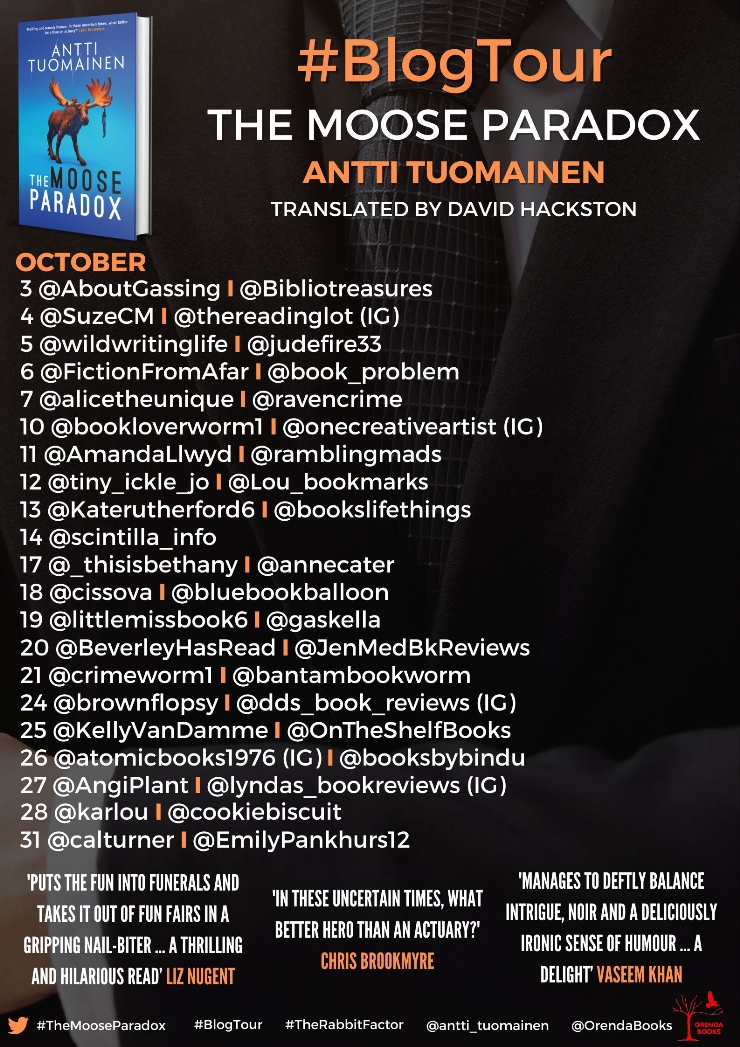 ANTTI
TUOMAINEN
THE MOOSE
PARADOX
#BlogTour
THE MOOSE PARADOX
ANTTI TUOMAINEN
TRANSLATED BY DAVID HACKSTON
OCTOBER
3 @AboutGassing I @Bibliotreasures
4 @SuzeCM I @thereadinglot (IG)
5 @wildwritinglife I @judefire33
6 @FictionFromAfar I @book_problem
7 @alicetheunique I @ravencrime
10 @bookloverworm1 I @onecreativeartist (IG)
11 @AmandaLlwyd I @ramblingmads
12 @tiny_ickle_jo I @Lou_bookmarks
13 @Katerutherford6 I @bookslifethings
14 @scintilla_info
17 @_thisisbethany I @annecater
18 @cissova I @bluebookballoon
19 @littlemissbook6 I @gaskella
20 @BeverleyHasRead I @JenMedBkReviews
21 @crimeworm1 I @bantambookworm
24 @brownflopsy I @dds_book_reviews (IG)
25 @KellyVanDamme I @OnTheShelfBooks
26 @atomicbooks1976 (IG) I @booksbybindu
27 @AngiPlant I @lyndas_bookreviews (IG)
28 @karlou I @cookiebiscuit
31 @calturner I @EmilyPankhurs12
'PUTS THE FUN INTO FUNERALS AND
TAKES IT OUT OF FUN FAIRS IN A
GRIPPING NAIL-BITER ... A THRILLING
AND HILARIOUS READ' LIZ NUGENT
'IN THESE UNCERTAIN TIMES, WHAT
BETTER HERO THAN AN ACTUARY?'
CHRIS BROOKMYRE
'MANAGES TO DEFTLY BALANCE
INTRIGUE, NOIR AND A DELICIOUSLY
IRONIC SENSE OF HUMOUR ... A
DELIGHT' VASEEM KHAN
#TheMooseParadox #BlogTour #TheRabbitFactor @antti_tuomainen @OrendaBooks
ORENDA
BOOKS